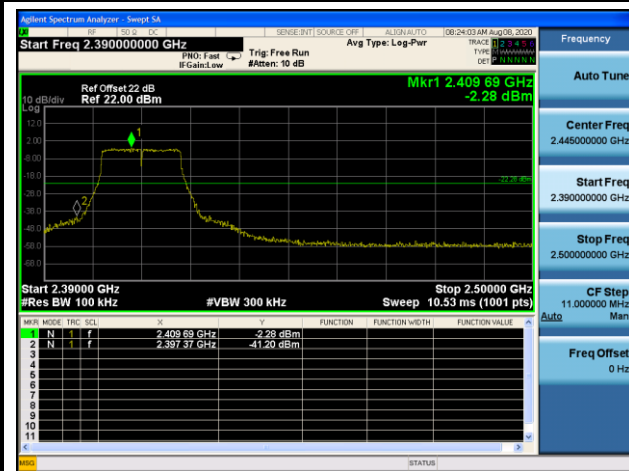 Agilent Spectrum Analyzer - Swept SA
RF 50 Ω DC SENSE:INT SOURCE OFF ALIGN AUTO 08:24:03 AM Aug 08, 2020
Start Freq 2.390000000 GHz
PNO: Fast
IFGain:Low
Trig: Free Run
#Atten: 10 dB
Avg Type: Log-Pwr
TRACE 1 2 3 4 5 6
TYPE
DET P N N N N N
Ref Offset 22 dB
Ref 22.00 dBm
10 dB/div
Log
Mkr1 2.409 69 GHz
-2.28 dBm
12.0
2.00
-8.00
-18.0
-28.0
-38.0
-48.0
-58.0
-68.0
1
2
-22.28 dBm
Start 2.39000 GHz
#Res BW 100 kHz
#VBW 300 kHz
Stop 2.50000 GHz
Sweep 10.53 ms (1001 pts)
MKR MODE TRC SCL X Y FUNCTION FUNCTION WIDTH FUNCTION VALUE
1 N 1 f 2.409 69 GHz -2.28 dBm
2 N 1 f 2.397 37 GHz -41.20 dBm
3
4
5
6
7
8
9
10
11
MSG
STATUS
Frequency
Auto Tune
Center Freq
2.445000000 GHz
Start Freq
2.390000000 GHz
Stop Freq
2.500000000 GHz
CF Step
11.000000 MHz
Auto Man
Freq Offset
0 Hz